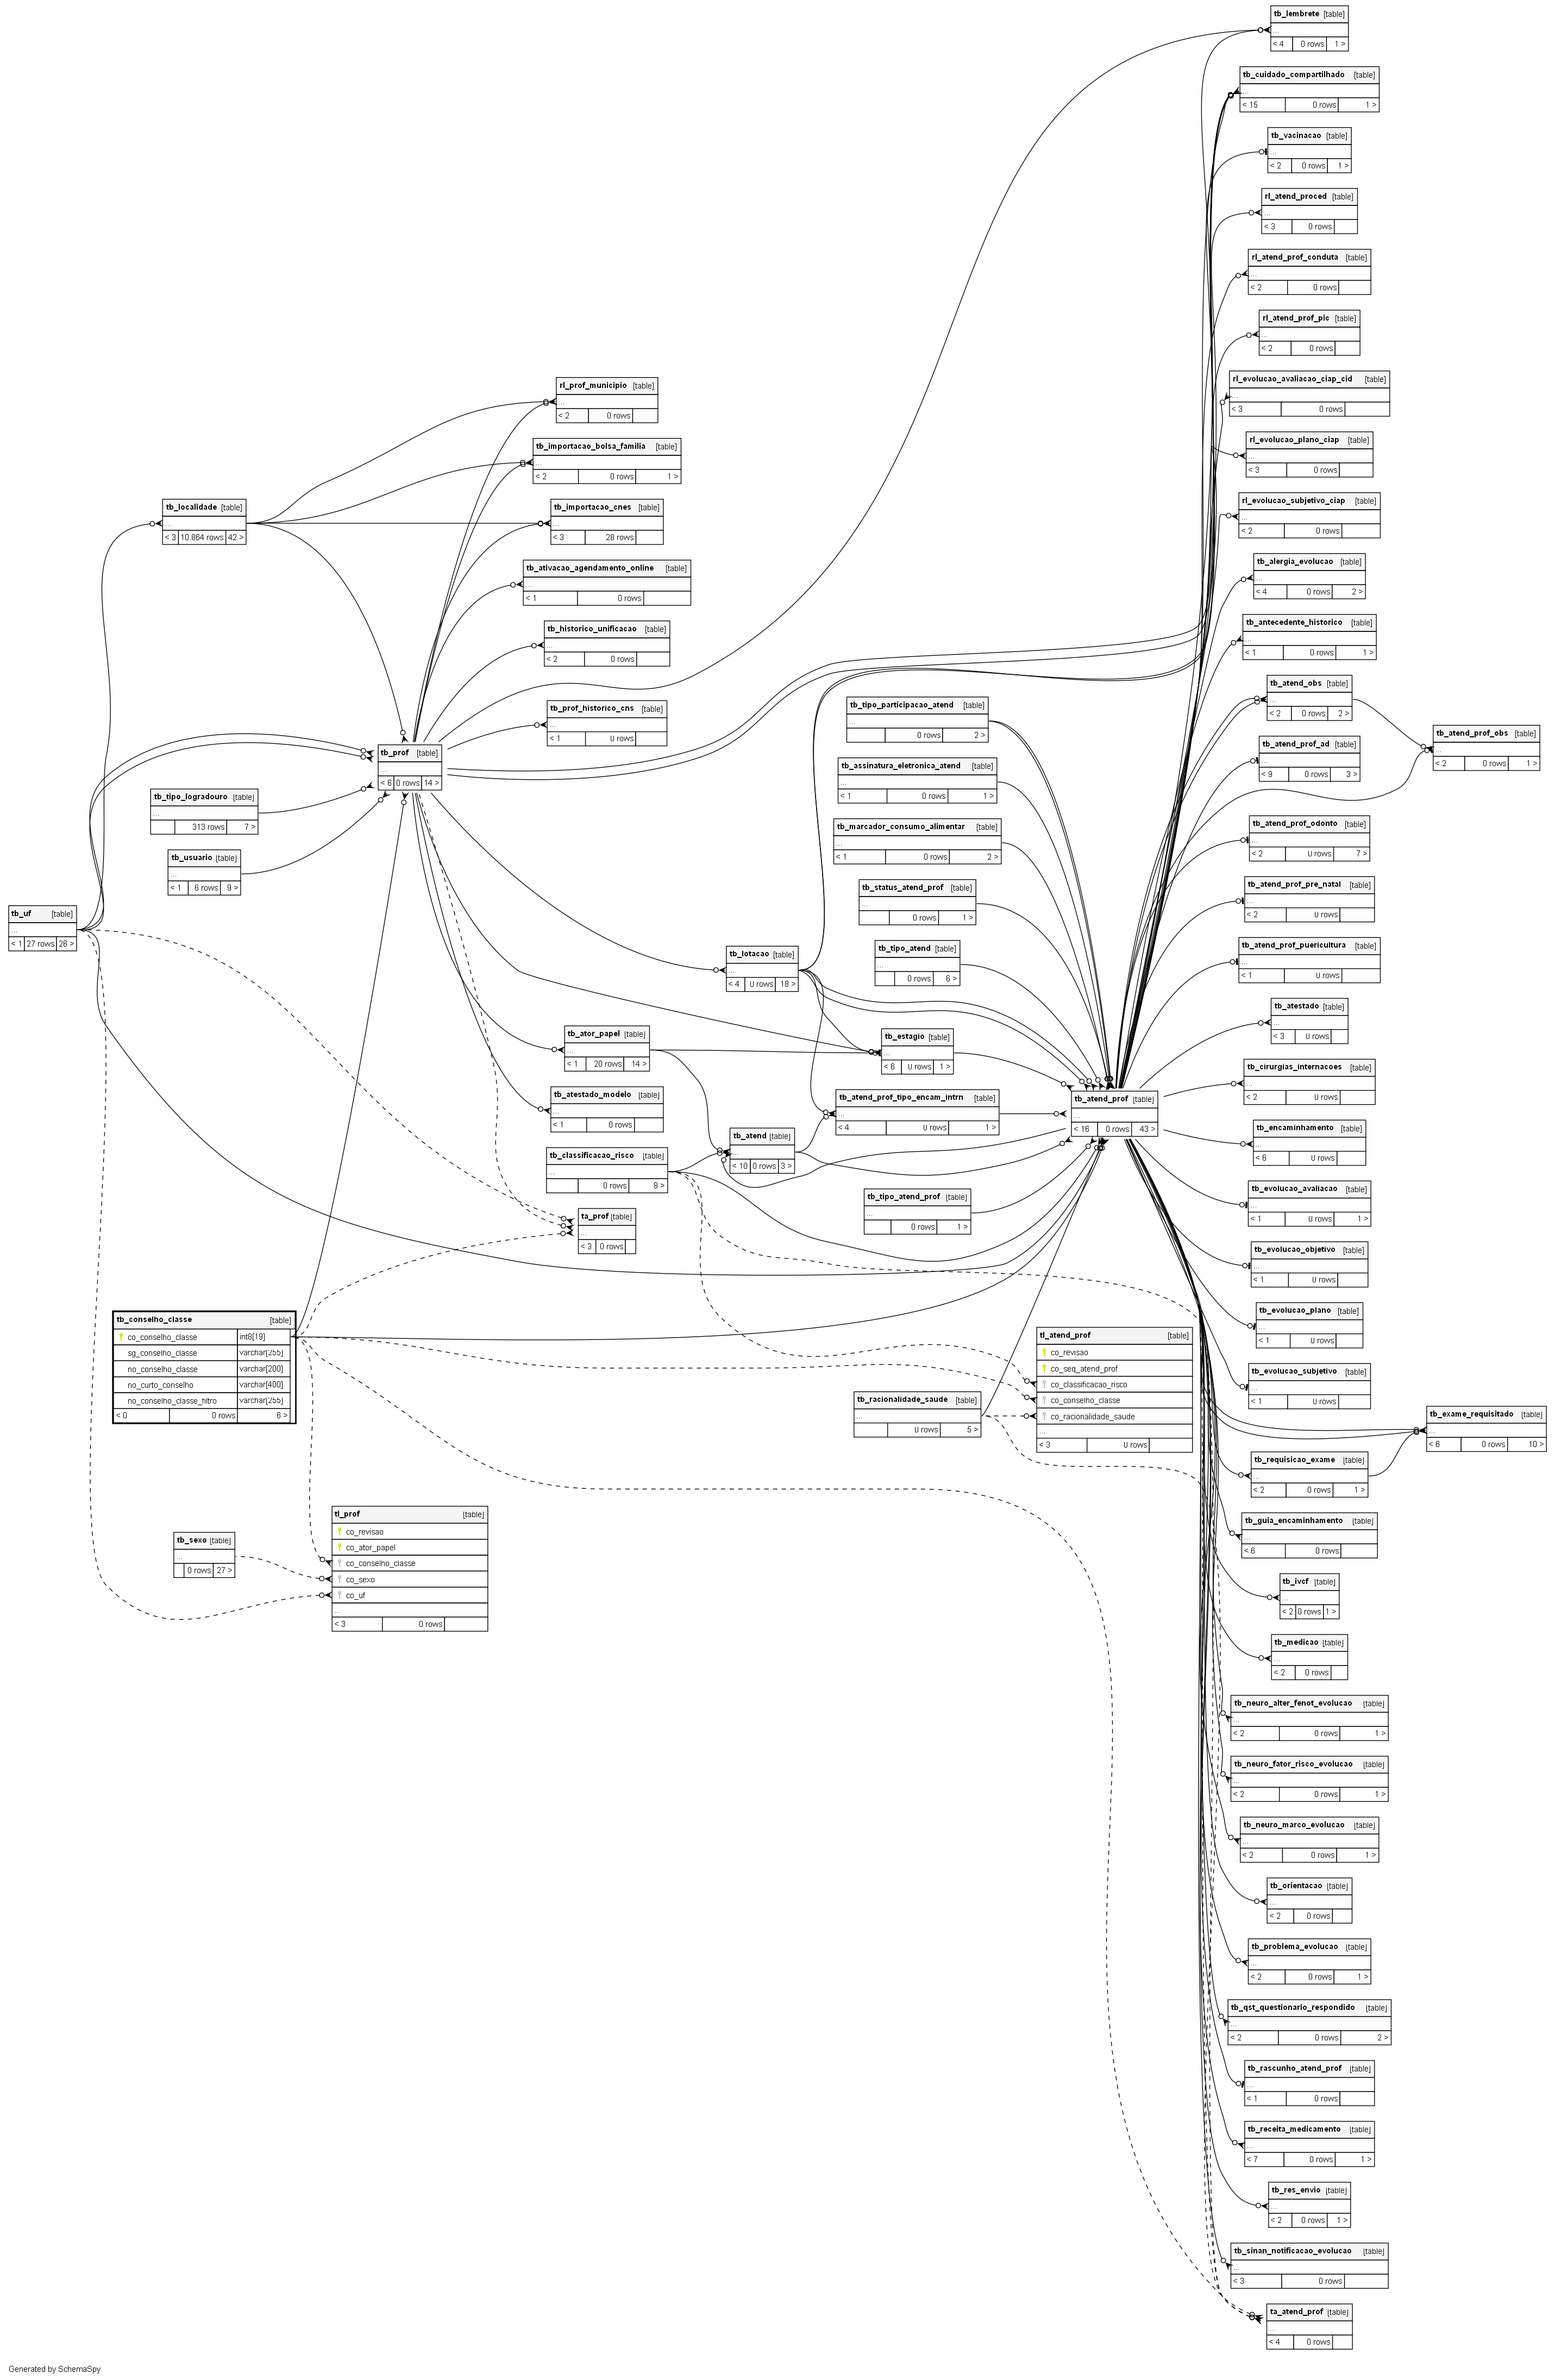 tb_lembrete [table]
...
< 4 0 rows 1 >
tb_cuidado_compartilhado [table]
...
< 15 0 rows 1 >
tb_vacinacao [table]
...
< 2 0 rows 1 >
rl_atend_proced [table]
...
< 3 0 rows
rl_atend_prof_conduta [table]
...
< 2 0 rows
rl_atend_prof_pic [table]
...
< 2 0 rows
rl_evolucao_avaliacao_ciap_cid [table]
...
< 3 0 rows
rl_evolucao_plano_ciap [table]
...
< 3 0 rows
rl_evolucao_subjetivo_ciap [table]
...
< 2 0 rows
tb_alergia_evolucao [table]
...
< 4 0 rows 2 >
tb_antecedente_historico [table]
...
< 1 0 rows 1 >
tb_atend_obs [table]
...
< 2 0 rows 2 >
tb_atend_prof_obs [table]
...
< 2 0 rows 1 >
tb_atend_prof_ad [table]
...
< 9 0 rows 3 >
tb_atend_prof_odonto [table]
...
< 2 0 rows 7 >
tb_atend_prof_pre_natal [table]
...
< 2 0 rows
tb_atend_prof_puericultura [table]
...
< 1 0 rows
tb_atestado [table]
...
< 3 0 rows
tb_cirurgias_internacoes [table]
...
< 2 0 rows
tb_encaminhamento [table]
...
< 6 0 rows
tb_evolucao_avaliacao [table]
...
< 1 0 rows 1 >
tb_evolucao_objetivo [table]
...
< 1 0 rows
tb_evolucao_plano [table]
...
< 1 0 rows
tb_evolucao_subjetivo [table]
...
< 1 0 rows
tb_exame_requisitado [table]
...
< 6 0 rows 10 >
tb_requisicao_exame [table]
...
< 2 0 rows 1 >
tb_guia_encaminhamento [table]
...
< 6 0 rows
tb_ivcf [table]
...
< 2 0 rows 1 >
tb_medicao [table]
...
< 2 0 rows
tb_neuro_alter_fenot_evolucao [table]
...
< 2 0 rows 1 >
tb_neuro_fator_risco_evolucao [table]
...
< 2 0 rows 1 >
tb_neuro_marco_evolucao [table]
...
< 2 0 rows 1 >
tb_orientacao [table]
...
< 2 0 rows
tb_problema_evolucao [table]
...
< 2 0 rows 1 >
tb_qst_questionario_respondido [table]
...
< 2 0 rows 2 >
tb_rascunho_atend_prof [table]
...
< 1 0 rows
tb_receita_medicamento [table]
...
< 7 0 rows 1 >
tb_res_envio [table]
...
< 2 0 rows 1 >
tb_sinan_notificacao_evolucao [table]
...
< 3 0 rows
ta_atend_prof [table]
...
< 4 0 rows
rl_prof_municipio [table]
...
< 2 0 rows
tb_importacao_bolsa_familia [table]
...
< 2 0 rows 1 >
tb_localidade [table]
...
< 3 10.864 rows 42 >
tb_importacao_cnes [table]
...
< 3 28 rows
tb_ativacao_agendamento_online [table]
...
< 1 0 rows
tb_historico_unificacao [table]
...
< 2 0 rows
tb_prof_historico_cns [table]
...
< 1 0 rows
tb_prof [table]
...
< 6 0 rows 14 >
tb_tipo_logradouro [table]
...
313 rows 7 >
tb_usuario [table]
...
< 1 6 rows 9 >
tb_uf [table]
...
< 1 27 rows 26 >
tb_tipo_participacao_atend [table]
...
0 rows 2 >
tb_assinatura_eletronica_atend [table]
...
< 1 0 rows 1 >
tb_marcador_consumo_alimentar [table]
...
< 1 0 rows 2 >
tb_status_atend_prof [table]
...
0 rows 1 >
tb_tipo_atend [table]
...
0 rows 6 >
tb_lotacao [table]
...
< 4 0 rows 18 >
tb_ator_papel [table]
...
< 1 20 rows 14 >
tb_estagio [table]
...
< 6 0 rows 1 >
tb_atestado_modelo [table]
...
< 1 0 rows
tb_atend_prof_tipo_encam_intrn [table]
...
< 4 0 rows 1 >
tb_atend_prof [table]
...
< 16 0 rows 43 >
tb_atend [table]
...
< 10 0 rows 3 >
tb_classificacao_risco [table]
...
0 rows 8 >
tb_tipo_atend_prof [table]
...
0 rows 1 >
ta_prof [table]
...
< 3 0 rows
tb_conselho_classe [table]
co_conselho_classe int8[19]
sg_conselho_classe varchar[255]
no_conselho_classe varchar[200]
no_curto_conselho varchar[400]
no_conselho_classe_filtro varchar[255]
< 0 0 rows 6 >
tl_atend_prof [table]
co_revisao
co_seq_atend_prof
co_classificacao_risco
co_conselho_classe
co_racionalidade_saude
...
< 3 0 rows
tb_racionalidade_saude [table]
...
0 rows 5 >
tl_prof [table]
co_revisao
co_ator_papel
co_conselho_classe
co_sexo
co_uf
...
< 3 0 rows
tb_sexo [table]
...
0 rows 27 >
Generated by SchemaSpy